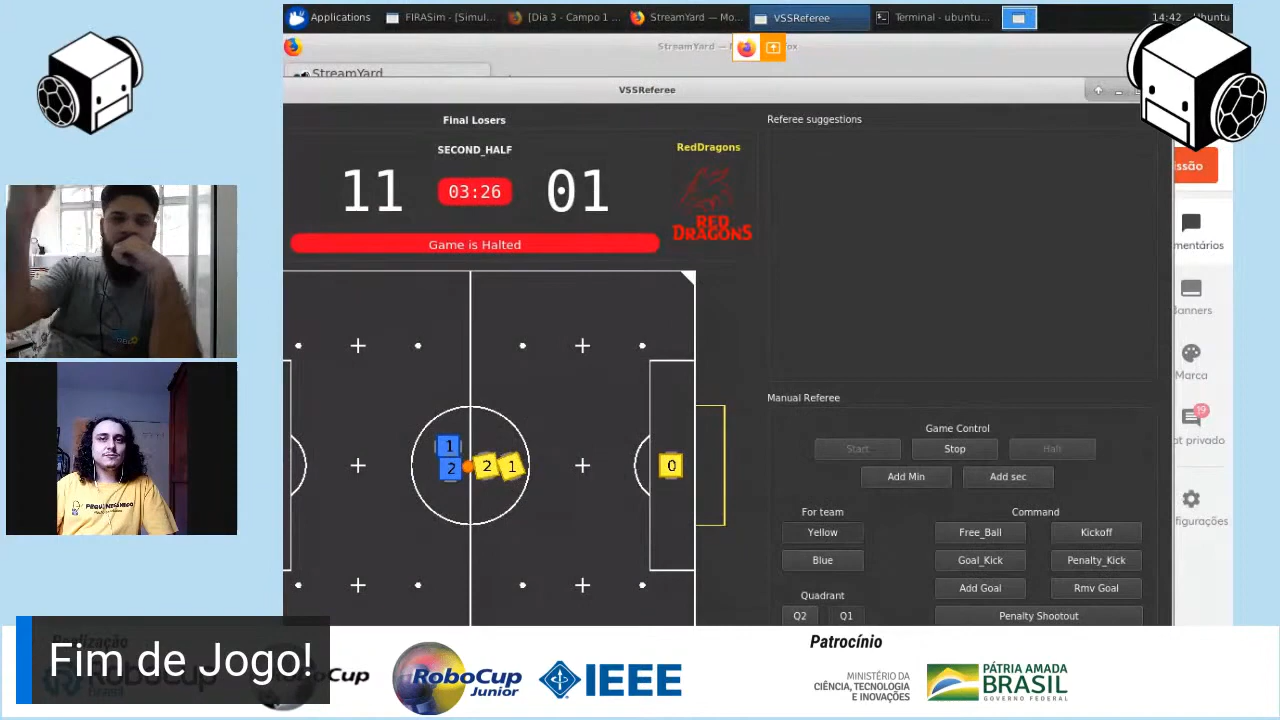 Applications
FIRASim - [Simul...
[Dia 3 - Campo 1 ...
StreamYard — Mo...
VSSReferee
Terminal - ubuntu...
14:42 Ubuntu
StreamYard
VSSReferee
Final Losers
SECOND_HALF
11 03:26 01
RedDragons
RED DRAGONS
Game is Halted
1
2 2 1 0
Referee suggestions
Manual Referee
Game Control
Start Stop Halt
Add Min Add sec
For team Command
Yellow Free_Ball Kickoff
Blue Goal_Kick Penalty_Kick
Add Goal Rmv Goal
Quadrant
Q2 Q1 Penalty Shootout
ssão
mentários
Banners
Marca
19
at privado
figurações
Fim de Jogo!
Realização
RoboCup
Junior
IEEE
Patrocínio
MINISTÉRIO DA
CIÊNCIA, TECNOLOGIA
E INOVAÇÕES
PÁTRIA AMADA
BRASIL
GOVERNO FEDERAL